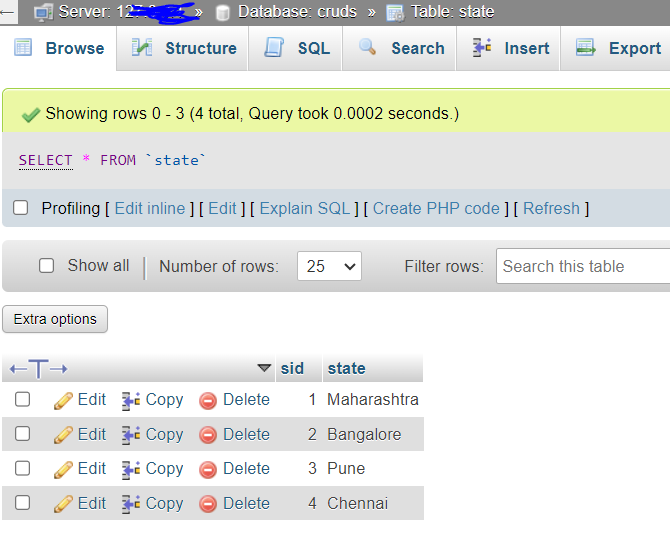 Server: 12 » Database: cruds » Table: state
Browse Structure SQL Search Insert Export
Showing rows 0 - 3 (4 total, Query took 0.0002 seconds.)
SELECT * FROM `state`
Profiling [ Edit inline ] [ Edit ] [ Explain SQL ] [ Create PHP code ] [ Refresh ]
Show all Number of rows: 25 Filter rows: Search this table
Extra options
sid state
Edit Copy Delete 1 Maharashtra
Edit Copy Delete 2 Bangalore
Edit Copy Delete 3 Pune
Edit Copy Delete 4 Chennai